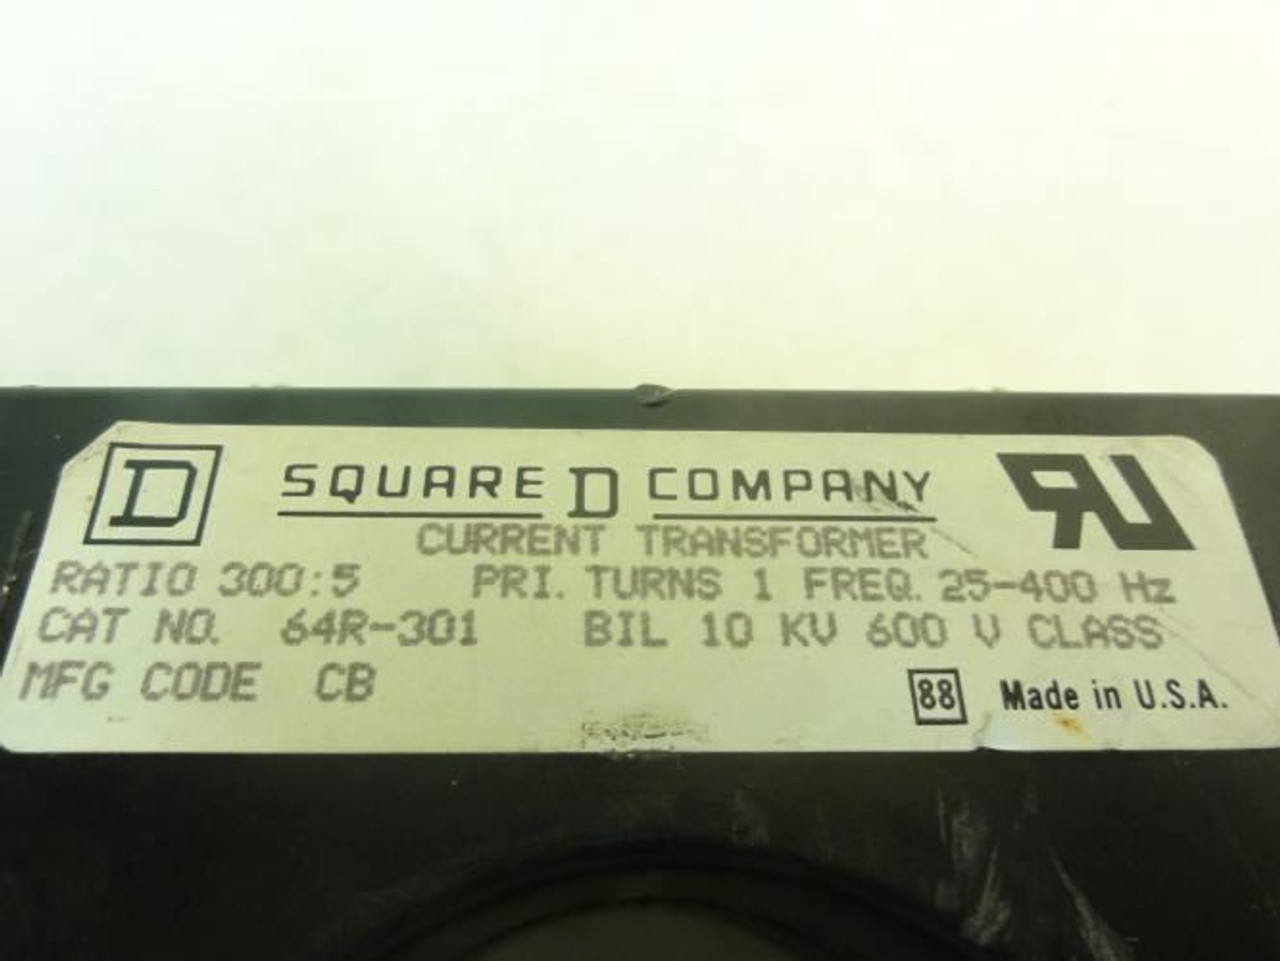 D SQUARE D COMPANY RU
CURRENT TRANSFORMER
RATIO 300:5 PRI. TURNS 1 FREQ. 25-400 Hz
CAT NO. 64R-301 BIL 10 KV 600 V CLASS
MFG CODE CB 88 Made in U.S.A.